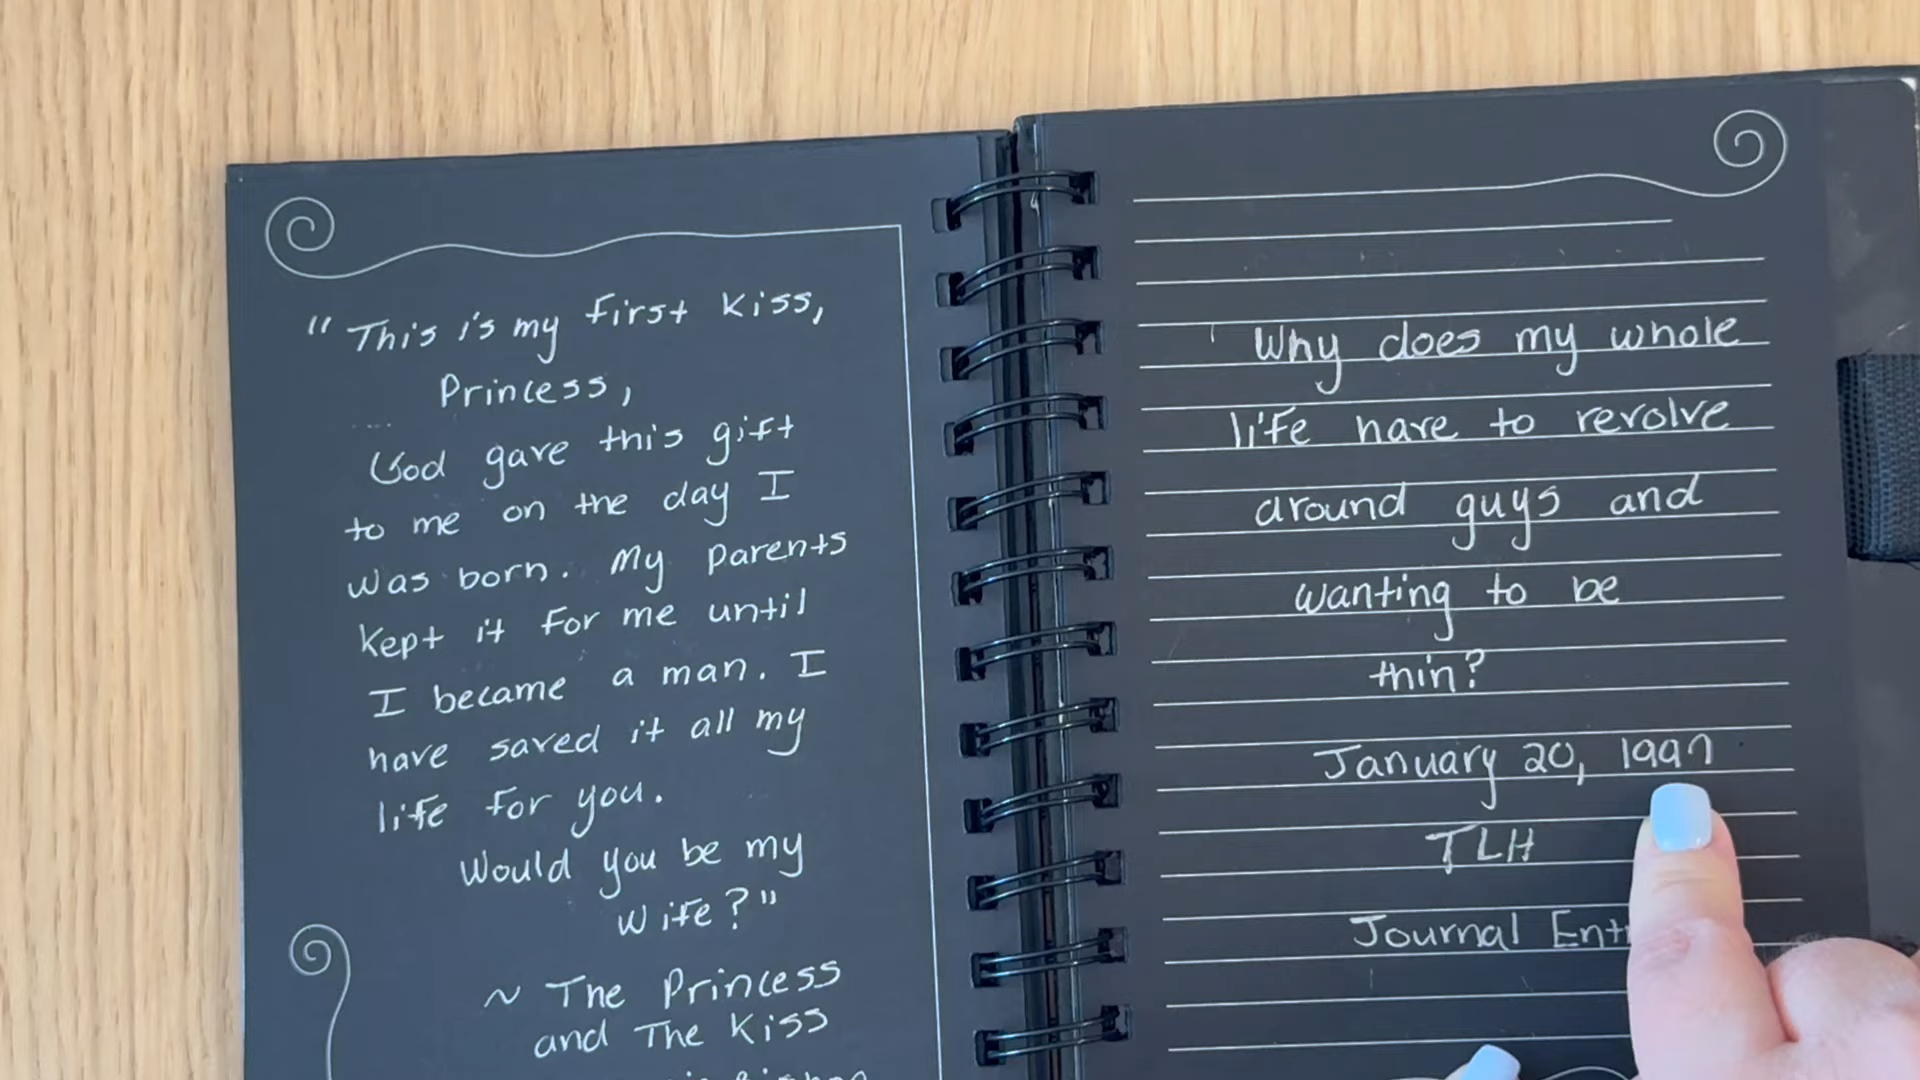 "This is my first kiss,
Princess,
God gave this gift
to me on the day I
was born. My parents
kept it for me until
I became a man. I
have saved it all my
life for you.
Would you be my
wife?"
~ The Princess
and The Kiss
Why does my whole
life have to revolve
around guys and
wanting to be
thin?
January 20, 1997
TLH
Journal